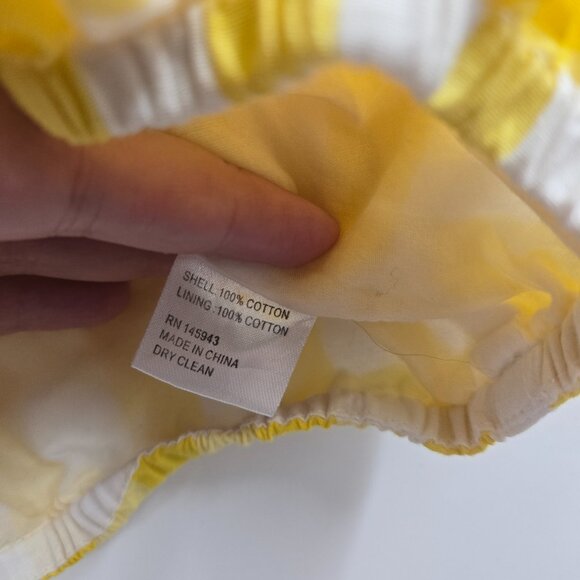 SHELL :100% COTTON
LINING :100% COTTON
RN 145943
MADE IN CHINA
DRY CLEAN